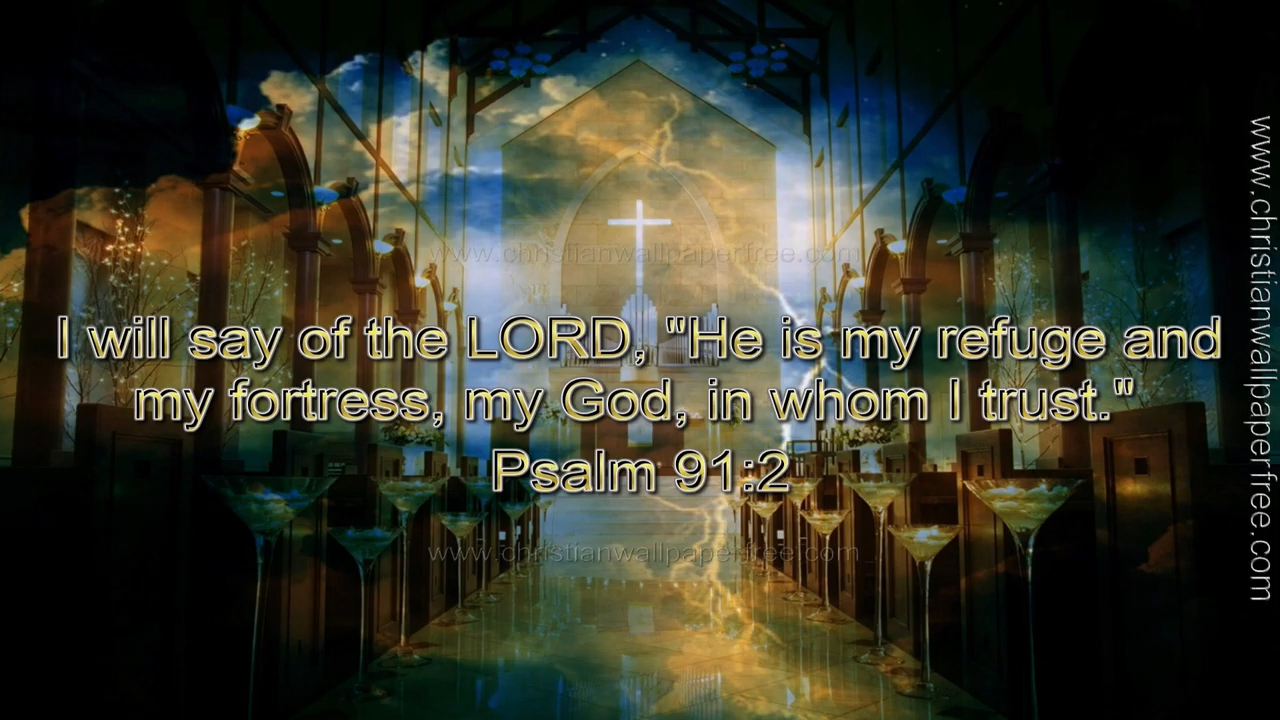 www.christianwallpaperfree.com
I will say of the LORD, "He is my refuge and
my fortress, my God, in whom I trust."
Psalm 91:2
www.christianwallpaperfree.com
www.christianwallpaperfree.com